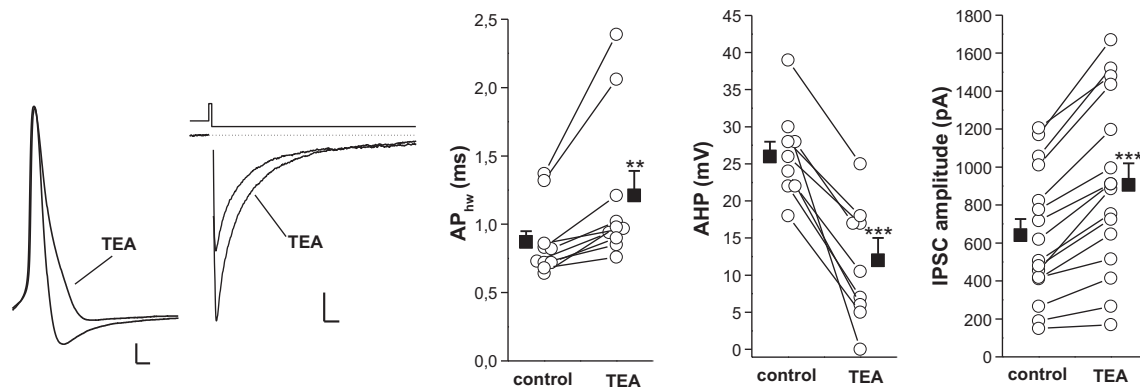 TEA
TEA
APhw (ms)
2,5
2,0
1,5
1,0
0,5
0,0
**
control
TEA
AHP (mV)
45
40
35
30
25
20
15
10
5
0
***
control
TEA
IPSC amplitude (pA)
1800
1600
1400
1200
1000
800
600
400
200
0
***
control
TEA